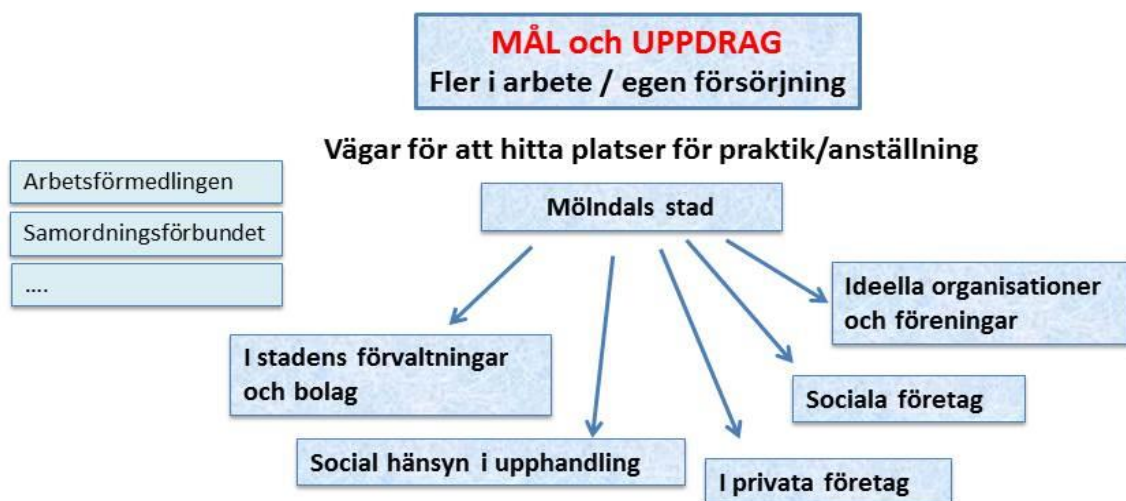 MÅL och UPPDRAG
Fler i arbete / egen försörjning
Vägar för att hitta platser för praktik/anställning
Arbetsförmedlingen
Samordningsförbundet
....
Mölndals stad
Ideella organisationer
och föreningar
I stadens förvaltningar
och bolag
Sociala företag
Social hänsyn i upphandling
I privata företag